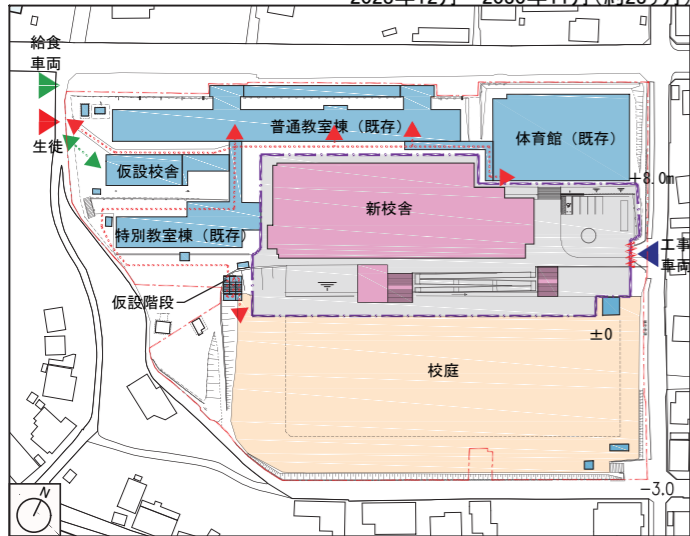 給食
車両
生徒
普通教室棟（既存）
体育館（既存）
仮設校舎
+8.0m
新校舎
特別教室棟（既存）
工事
車両
仮設階段
±0
校庭
-3.0
N